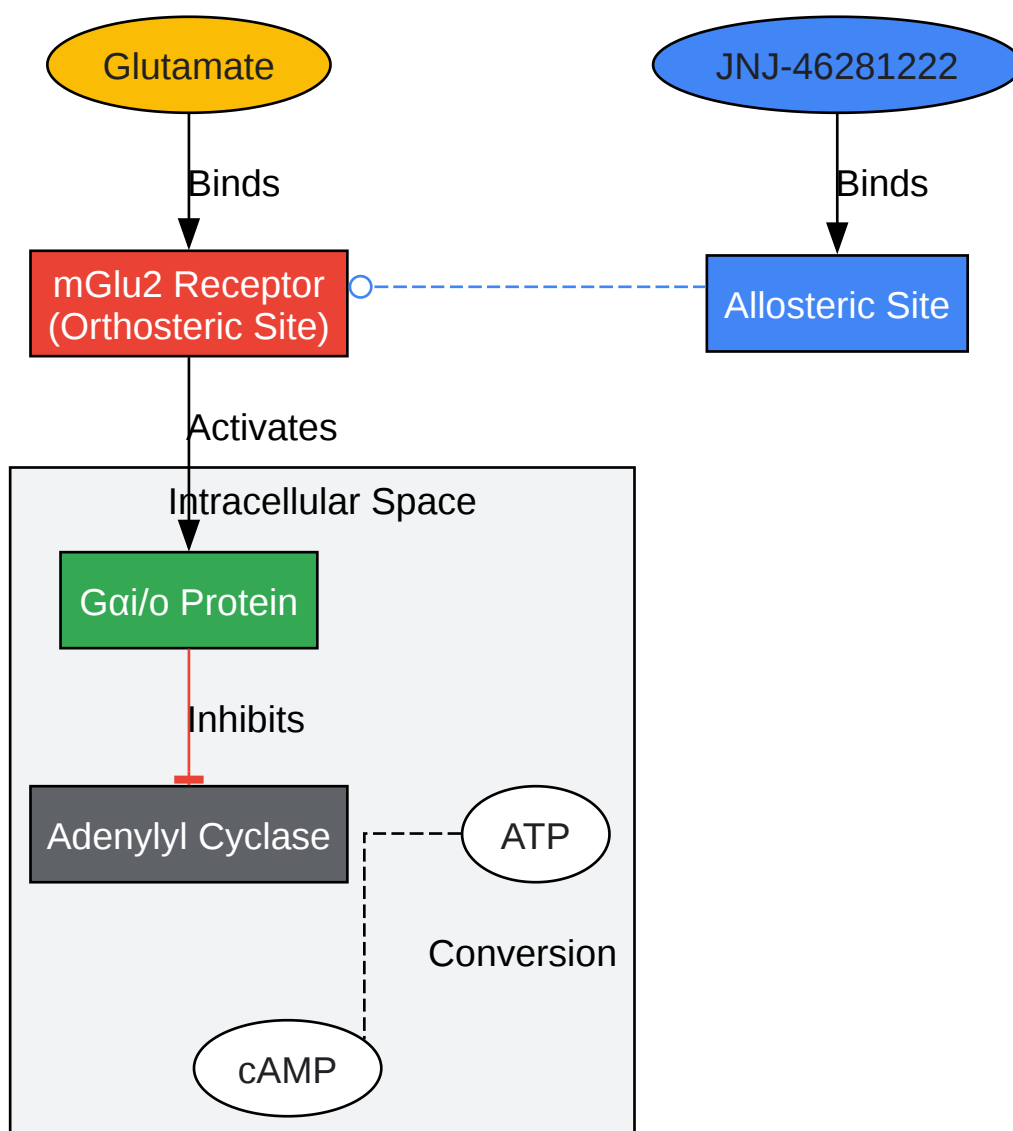 Glutamate
JNJ-46281222
Binds
Binds
mGlu2 Receptor
(Orthosteric Site)
Allosteric Site
Activates
Intracellular Space
Gαi/o Protein
Inhibits
Adenylyl Cyclase
ATP
Conversion
cAMP